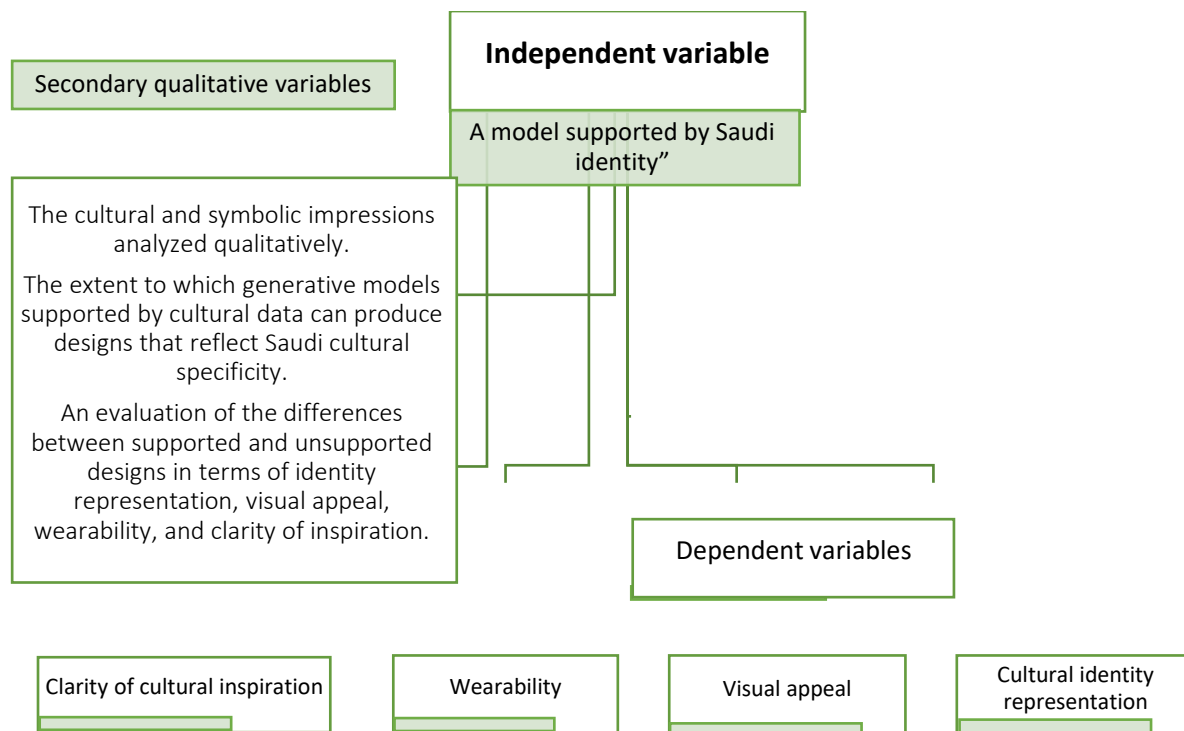 Independent variable
A model supported by Saudi
identity”
Secondary qualitative variables
The cultural and symbolic impressions
analyzed qualitatively.
The extent to which generative models
supported by cultural data can produce
designs that reflect Saudi cultural
specificity.
An evaluation of the differences
between supported and unsupported
designs in terms of identity
representation, visual appeal,
wearability, and clarity of inspiration.
Dependent variables
Clarity of cultural inspiration
Wearability
Visual appeal
Cultural identity
representation